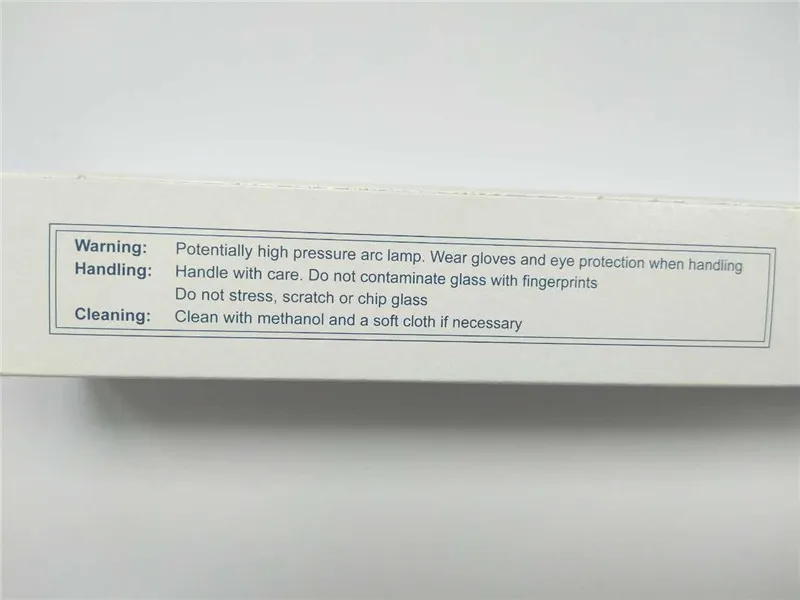 Warning: Potentially high pressure arc lamp. Wear gloves and eye protection when handling
Handling: Handle with care. Do not contaminate glass with fingerprints
Do not stress, scratch or chip glass
Cleaning: Clean with methanol and a soft cloth if necessary